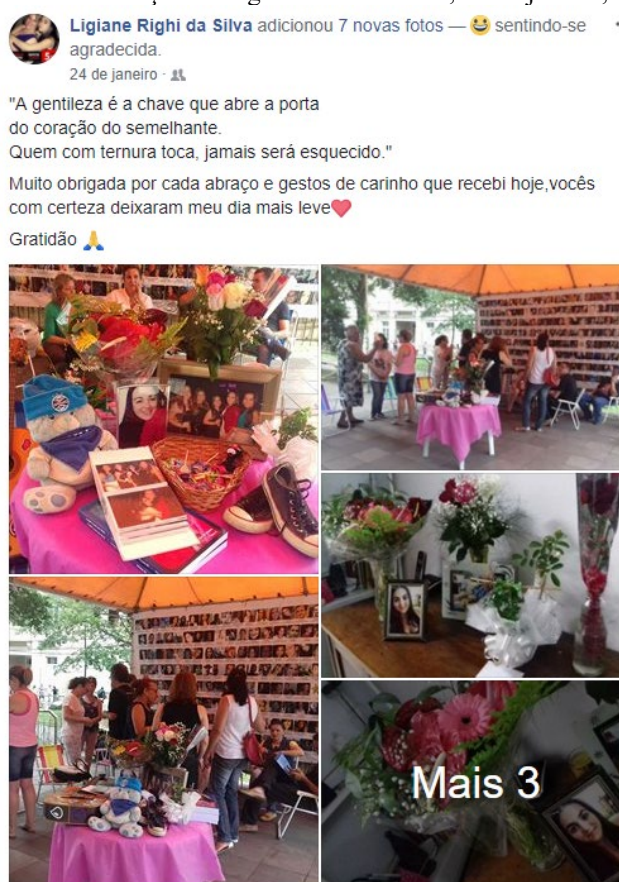 Ligiane Righi da Silva adicionou 7 novas fotos — 😀 sentindo-se
agradecida.
24 de janeiro ·
"A gentileza é a chave que abre a porta
do coração do semelhante.
Quem com ternura toca, jamais será esquecido."
Muito obrigada por cada abraço e gestos de carinho que recebi hoje,vocês
com certeza deixaram meu dia mais leve❤️
Gratidão 🙏
Mais 3